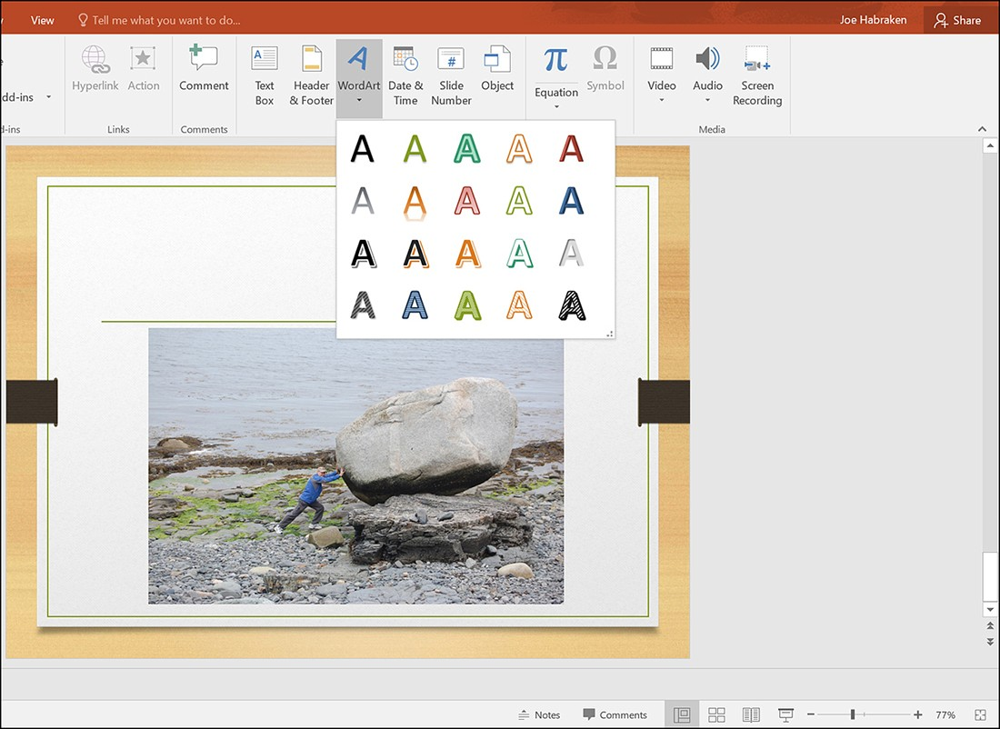 View Tell me what you want to do... Joe Habraken Share
Hyperlink Action Comment Text Box Header & Footer WordArt Date & Time Slide Number Object Equation Symbol Video Audio Screen Recording
dd-ins
Links Comments Media
d-ins
A A A A A
A A A A A
A A A A A
A A A A A
Notes Comments 77%